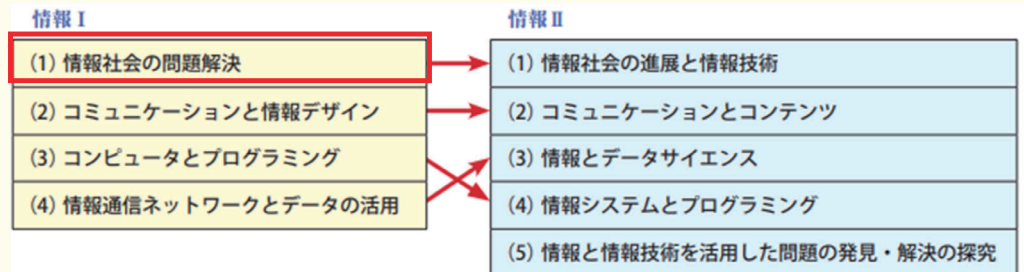 情報Ⅰ
(1) 情報社会の問題解決
(2) コミュニケーションと情報デザイン
(3) コンピュータとプログラミング
(4) 情報通信ネットワークとデータの活用
情報Ⅱ
(1) 情報社会の進展と情報技術
(2) コミュニケーションとコンテンツ
(3) 情報とデータサイエンス
(4) 情報システムとプログラミング
(5) 情報と情報技術を活用した問題の発見・解決の探究